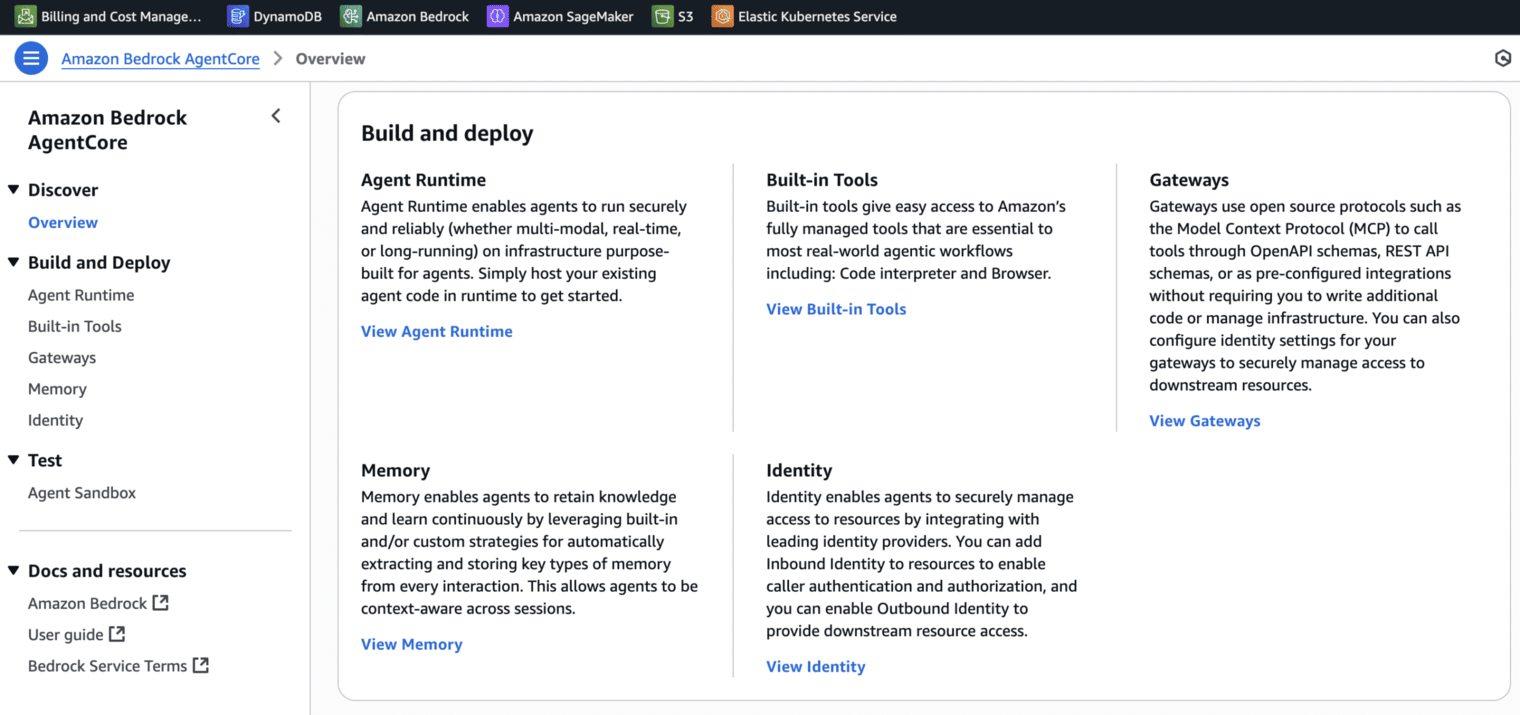 Billing and Cost Manage...
DynamoDB
Amazon Bedrock
Amazon SageMaker
S3
Elastic Kubernetes Service
Amazon Bedrock AgentCore > Overview
Amazon Bedrock
AgentCore
Discover
Overview
Build and Deploy
Agent Runtime
Built-in Tools
Gateways
Memory
Identity
Test
Agent Sandbox
Docs and resources
Amazon Bedrock
User guide
Bedrock Service Terms
Build and deploy
Agent Runtime
Agent Runtime enables agents to run securely
and reliably (whether multi-modal, real-time,
or long-running) on infrastructure purpose-
built for agents. Simply host your existing
agent code in runtime to get started.
View Agent Runtime
Built-in Tools
Built-in tools give easy access to Amazon's
fully managed tools that are essential to
most real-world agentic workflows
including: Code interpreter and Browser.
View Built-in Tools
Gateways
Gateways use open source protocols such as
the Model Context Protocol (MCP) to call
tools through OpenAPI schemas, REST API
schemas, or as pre-configured integrations
without requiring you to write additional
code or manage infrastructure. You can also
configure identity settings for your
gateways to securely manage access to
downstream resources.
View Gateways
Memory
Memory enables agents to retain knowledge
and learn continuously by leveraging built-in
and/or custom strategies for automatically
extracting and storing key types of memory
from every interaction. This allows agents to be
context-aware across sessions.
View Memory
Identity
Identity enables agents to securely manage
access to resources by integrating with
leading identity providers. You can add
Inbound Identity to resources to enable
caller authentication and authorization, and
you can enable Outbound Identity to
provide downstream resource access.
View Identity